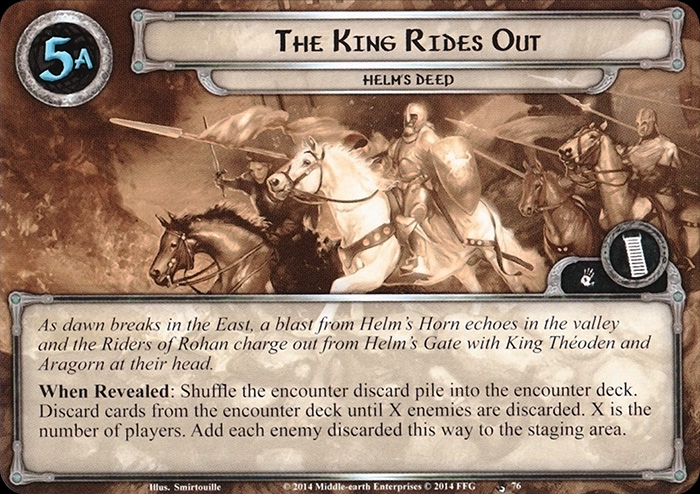 5A
The King Rides Out
Helm's Deep
As dawn breaks in the East, a blast from Helm's Horn echoes in the valley
and the Riders of Rohan charge out from Helm's Gate with King Théoden and
Aragorn at their head.
When Revealed: Shuffle the encounter discard pile into the encounter deck.
Discard cards from the encounter deck until X enemies are discarded. X is the
number of players. Add each enemy discarded this way to the staging area.
Illus. Smirtouille © 2014 Middle-earth Enterprises © 2014 FFG 76